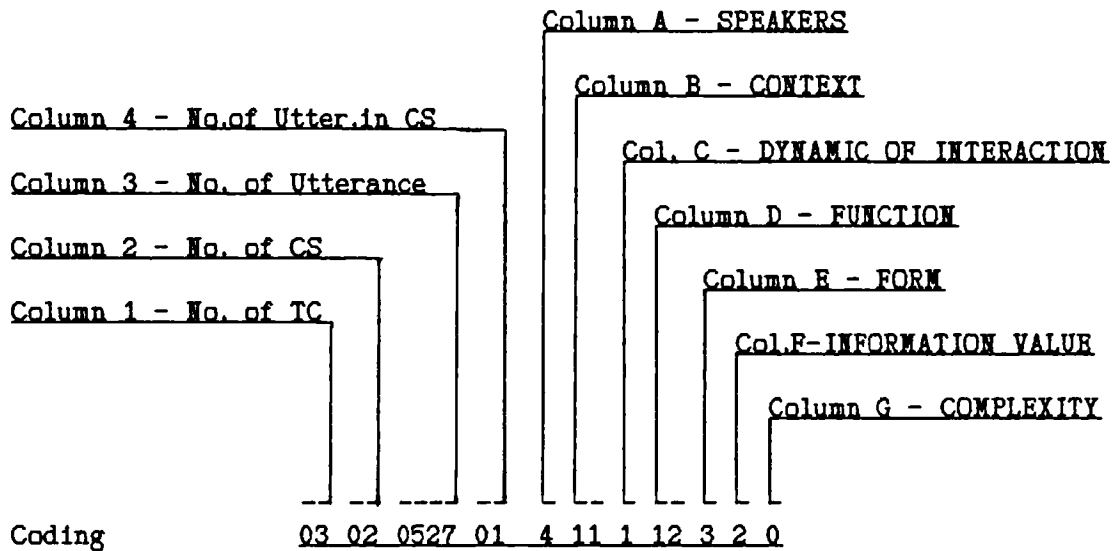 Column A - SPEAKERS
Column B - CONTEXT
Column 4 - No.of Utter.in CS
Col. C - DYNAMIC OF INTERACTION
Column 3 - No. of Utterance
Column D - FUNCTION
Column 2 - No. of CS
Column E - FORM
Column 1 - No. of TC
Col.F-INFORMATION VALUE
Column G - COMPLEXITY
Coding 03 02 0527 01 4 11 1 12 3 2 0